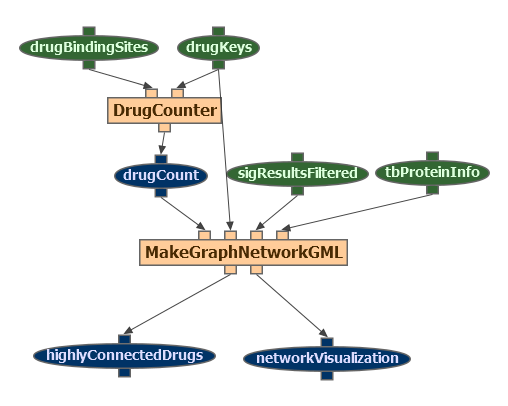 drugBindingSites
drugKeys
DrugCounter
drugCount
sigResultsFiltered
tbProteinInfo
MakeGraphNetworkGML
highlyConnectedDrugs
networkVisualization